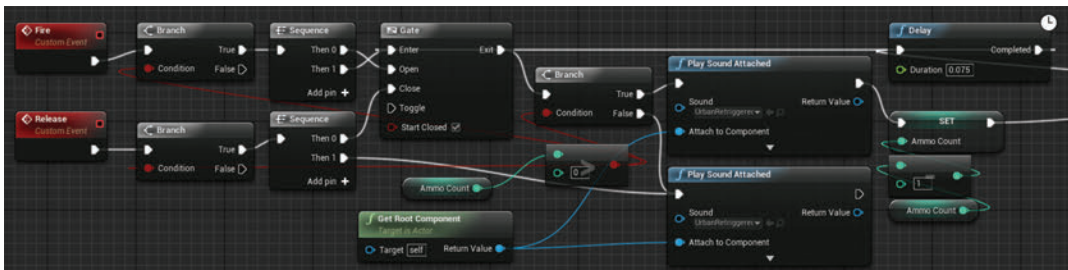 Fire
Custom Event
Branch
True
Condition
False
Sequence
Then 0
Then 1
Add pin +
Gate
Enter
Exit
Open
Close
Toggle
Start Closed
Release
Custom Event
Branch
True
Condition
False
Sequence
Then 0
Then 1
Add pin +
Branch
True
Condition
False
0
Ammo Count
f Get Root Component
Target is Actor
Target self
Return Value
f Play Sound Attached
Sound
Return Value
Attach to Component
f Play Sound Attached
Sound
Return Value
Attach to Component
f Delay
Completed
Duration 0.075
SET
Ammo Count
1
Ammo Count